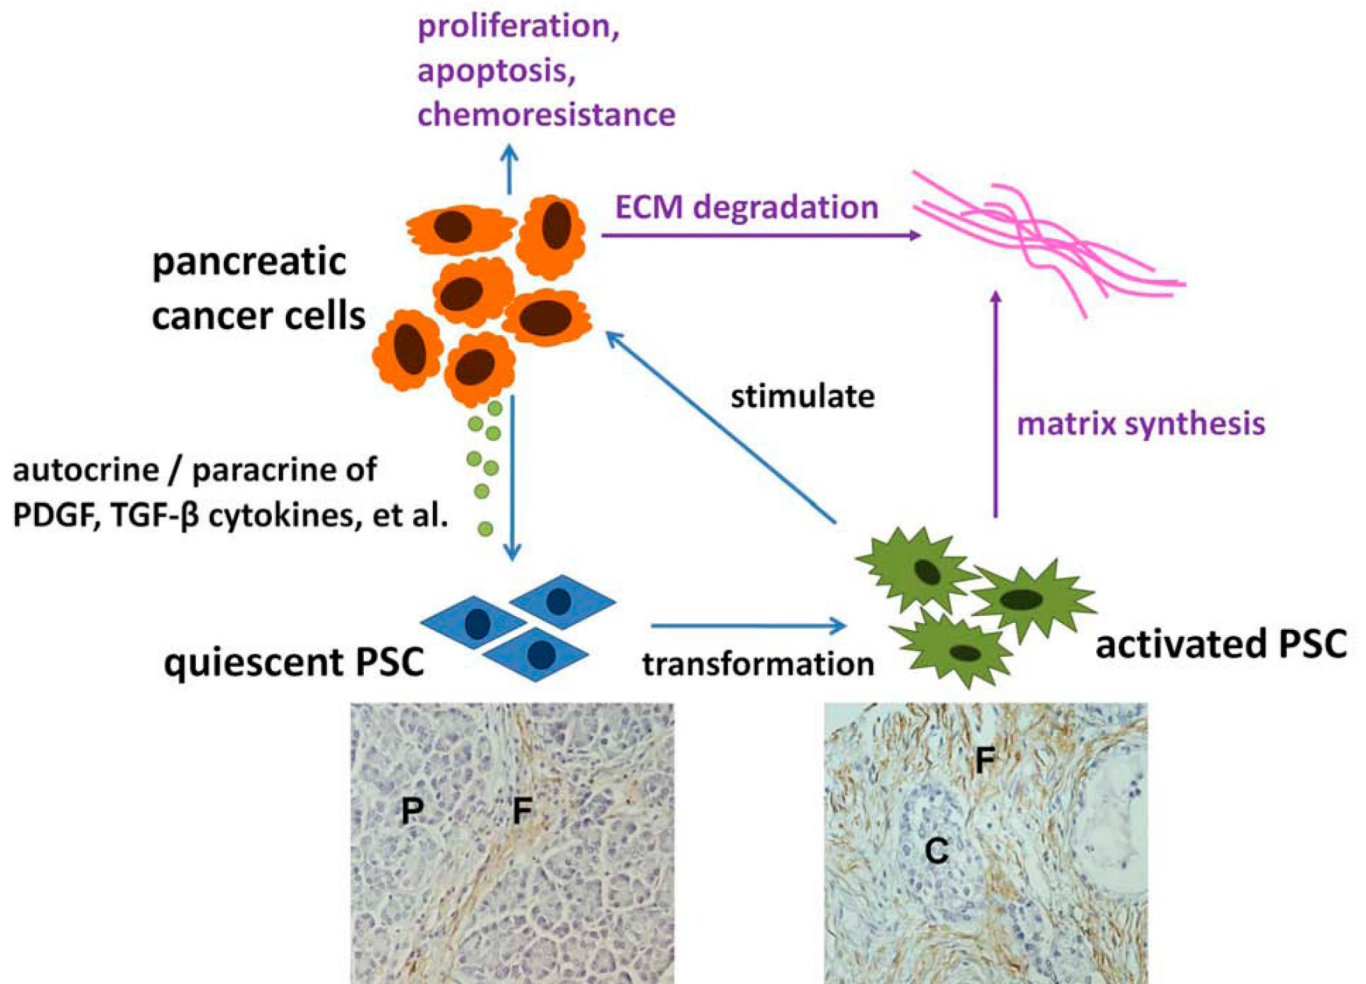 proliferation,
apoptosis,
chemoresistance
ECM degradation
pancreatic
cancer cells
stimulate
matrix synthesis
autocrine / paracrine of
PDGF, TGF-β cytokines, et al.
quiescent PSC
transformation
activated PSC
P
F
F
C